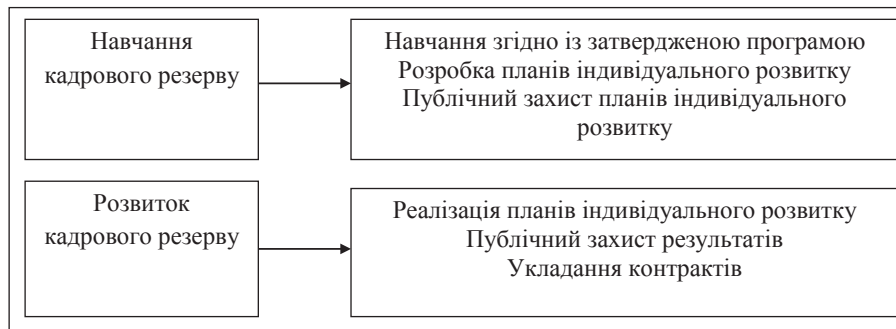 Навчання
кадрового резерву
Навчання згідно із затвердженою програмою
Розробка планів індивідуального розвитку
Публічний захист планів індивідуального
розвитку
Розвиток
кадрового резерву
Реалізація планів індивідуального розвитку
Публічний захист результатів
Укладання контрактів